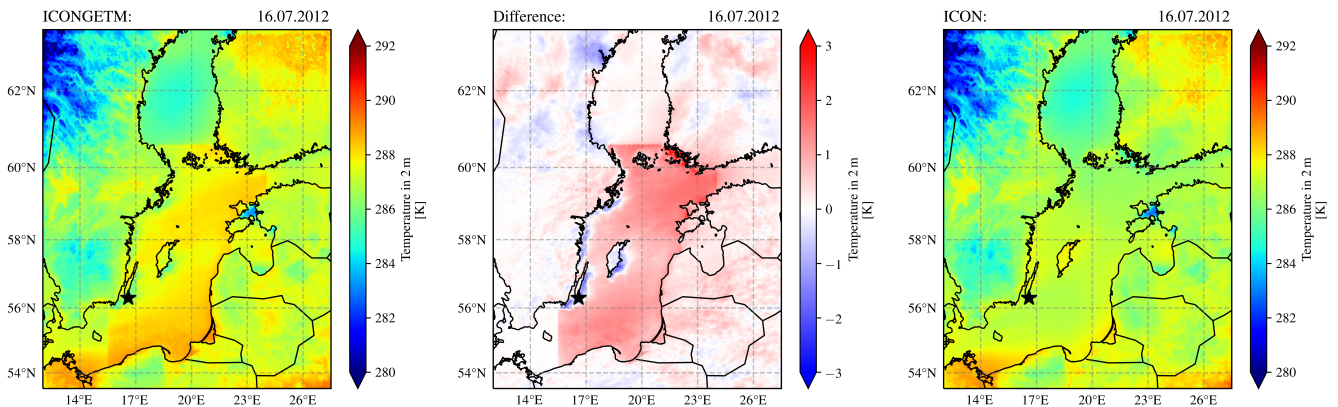 ICONGETM: 16.07.2012
Difference: 16.07.2012
ICON: 16.07.2012
62°N
60°N
58°N
56°N
54°N
14°E 17°E 20°E 23°E 26°E
292
290
288
286
284
282
280
Temperature in 2 m
[K]
62°N
60°N
58°N
56°N
54°N
14°E 17°E 20°E 23°E 26°E
3
2
1
0
−1
−2
−3
Temperature in 2 m
[K]
62°N
60°N
58°N
56°N
54°N
14°E 17°E 20°E 23°E 26°E
292
290
288
286
284
282
280
Temperature in 2 m
[K]